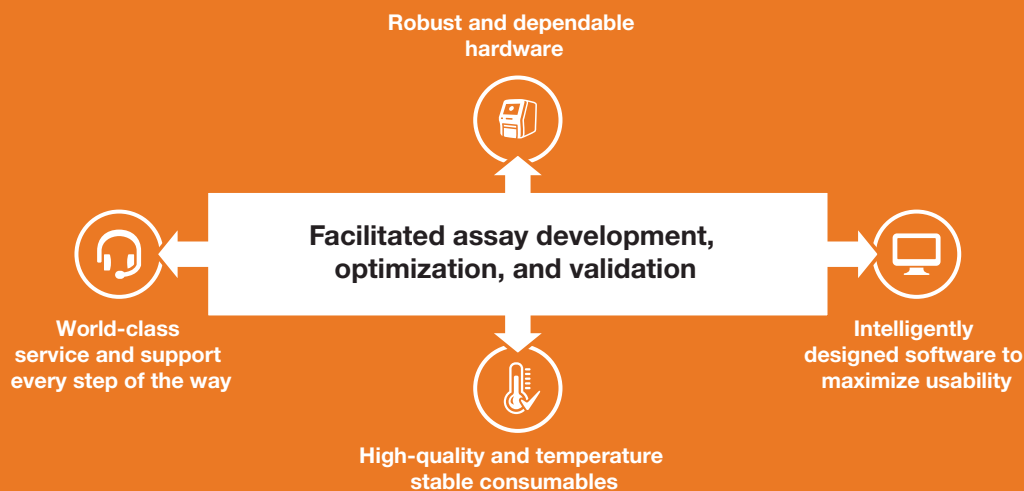 Robust and dependable
hardware
Facilitated assay development,
optimization, and validation
World-class
service and support
every step of the way
Intelligently
designed software to
maximize usability
High-quality and temperature
stable consumables